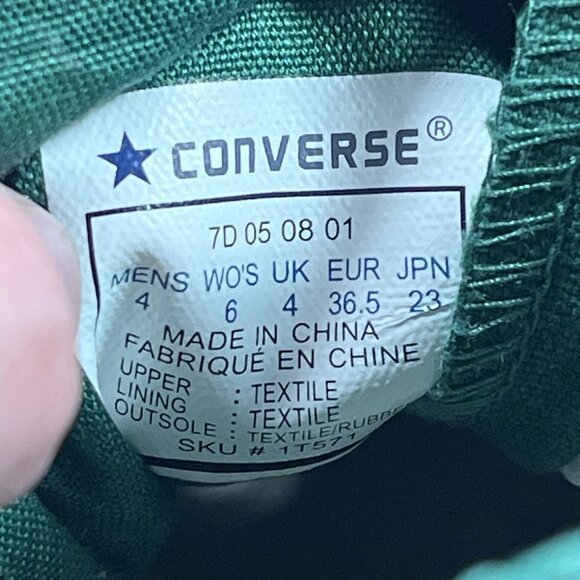 CONVERSE®
7D 05 08 01
MENS WO'S UK EUR JPN
4 6 4 36.5 23
MADE IN CHINA
FABRIQUÉ EN CHINE
UPPER : TEXTILE
LINING : TEXTILE
OUTSOLE : TEXTILE/RUBBE
SKU # 1T571